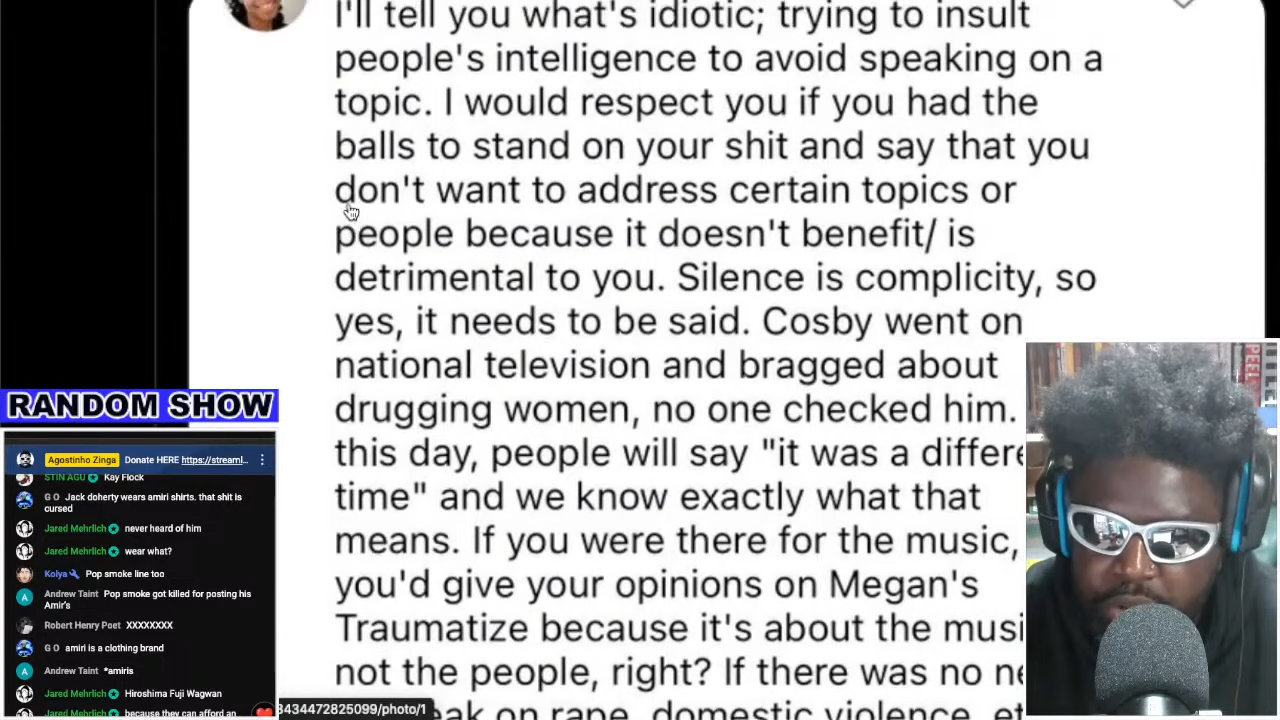 I'll tell you what's idiotic; trying to insult
people's intelligence to avoid speaking on a
topic. I would respect you if you had the
balls to stand on your shit and say that you
don't want to address certain topics or
people because it doesn't benefit/ is
detrimental to you. Silence is complicity, so
yes, it needs to be said. Cosby went on
national television and bragged about
drugging women, no one checked him.
this day, people will say "it was a differe
time" and we know exactly what that
means. If you were there for the music,
you'd give your opinions on Megan's
Traumatize because it's about the musi
not the people, right? If there was no ne
eak on rape, domestic violence, et
3434472825099/photo/1
RANDOM SHOW
Agostinho Zinga Donate HERE https://streaml...
STIN AGU Kay Flock
G O Jack doherty wears amiri shirts. that shit is
cursed
Jared Mehrlich never heard of him
Jared Mehrlich wear what?
Kolya Pop smoke line too
Andrew Taint Pop smoke got killed for posting his
Amir's
Robert Henry Poet XXXXXXXX
G O amiri is a clothing brand
Andrew Taint *amiris
Jared Mehrlich Hiroshima Fuji Wagwan
Jared Mehrlich because they can afford an